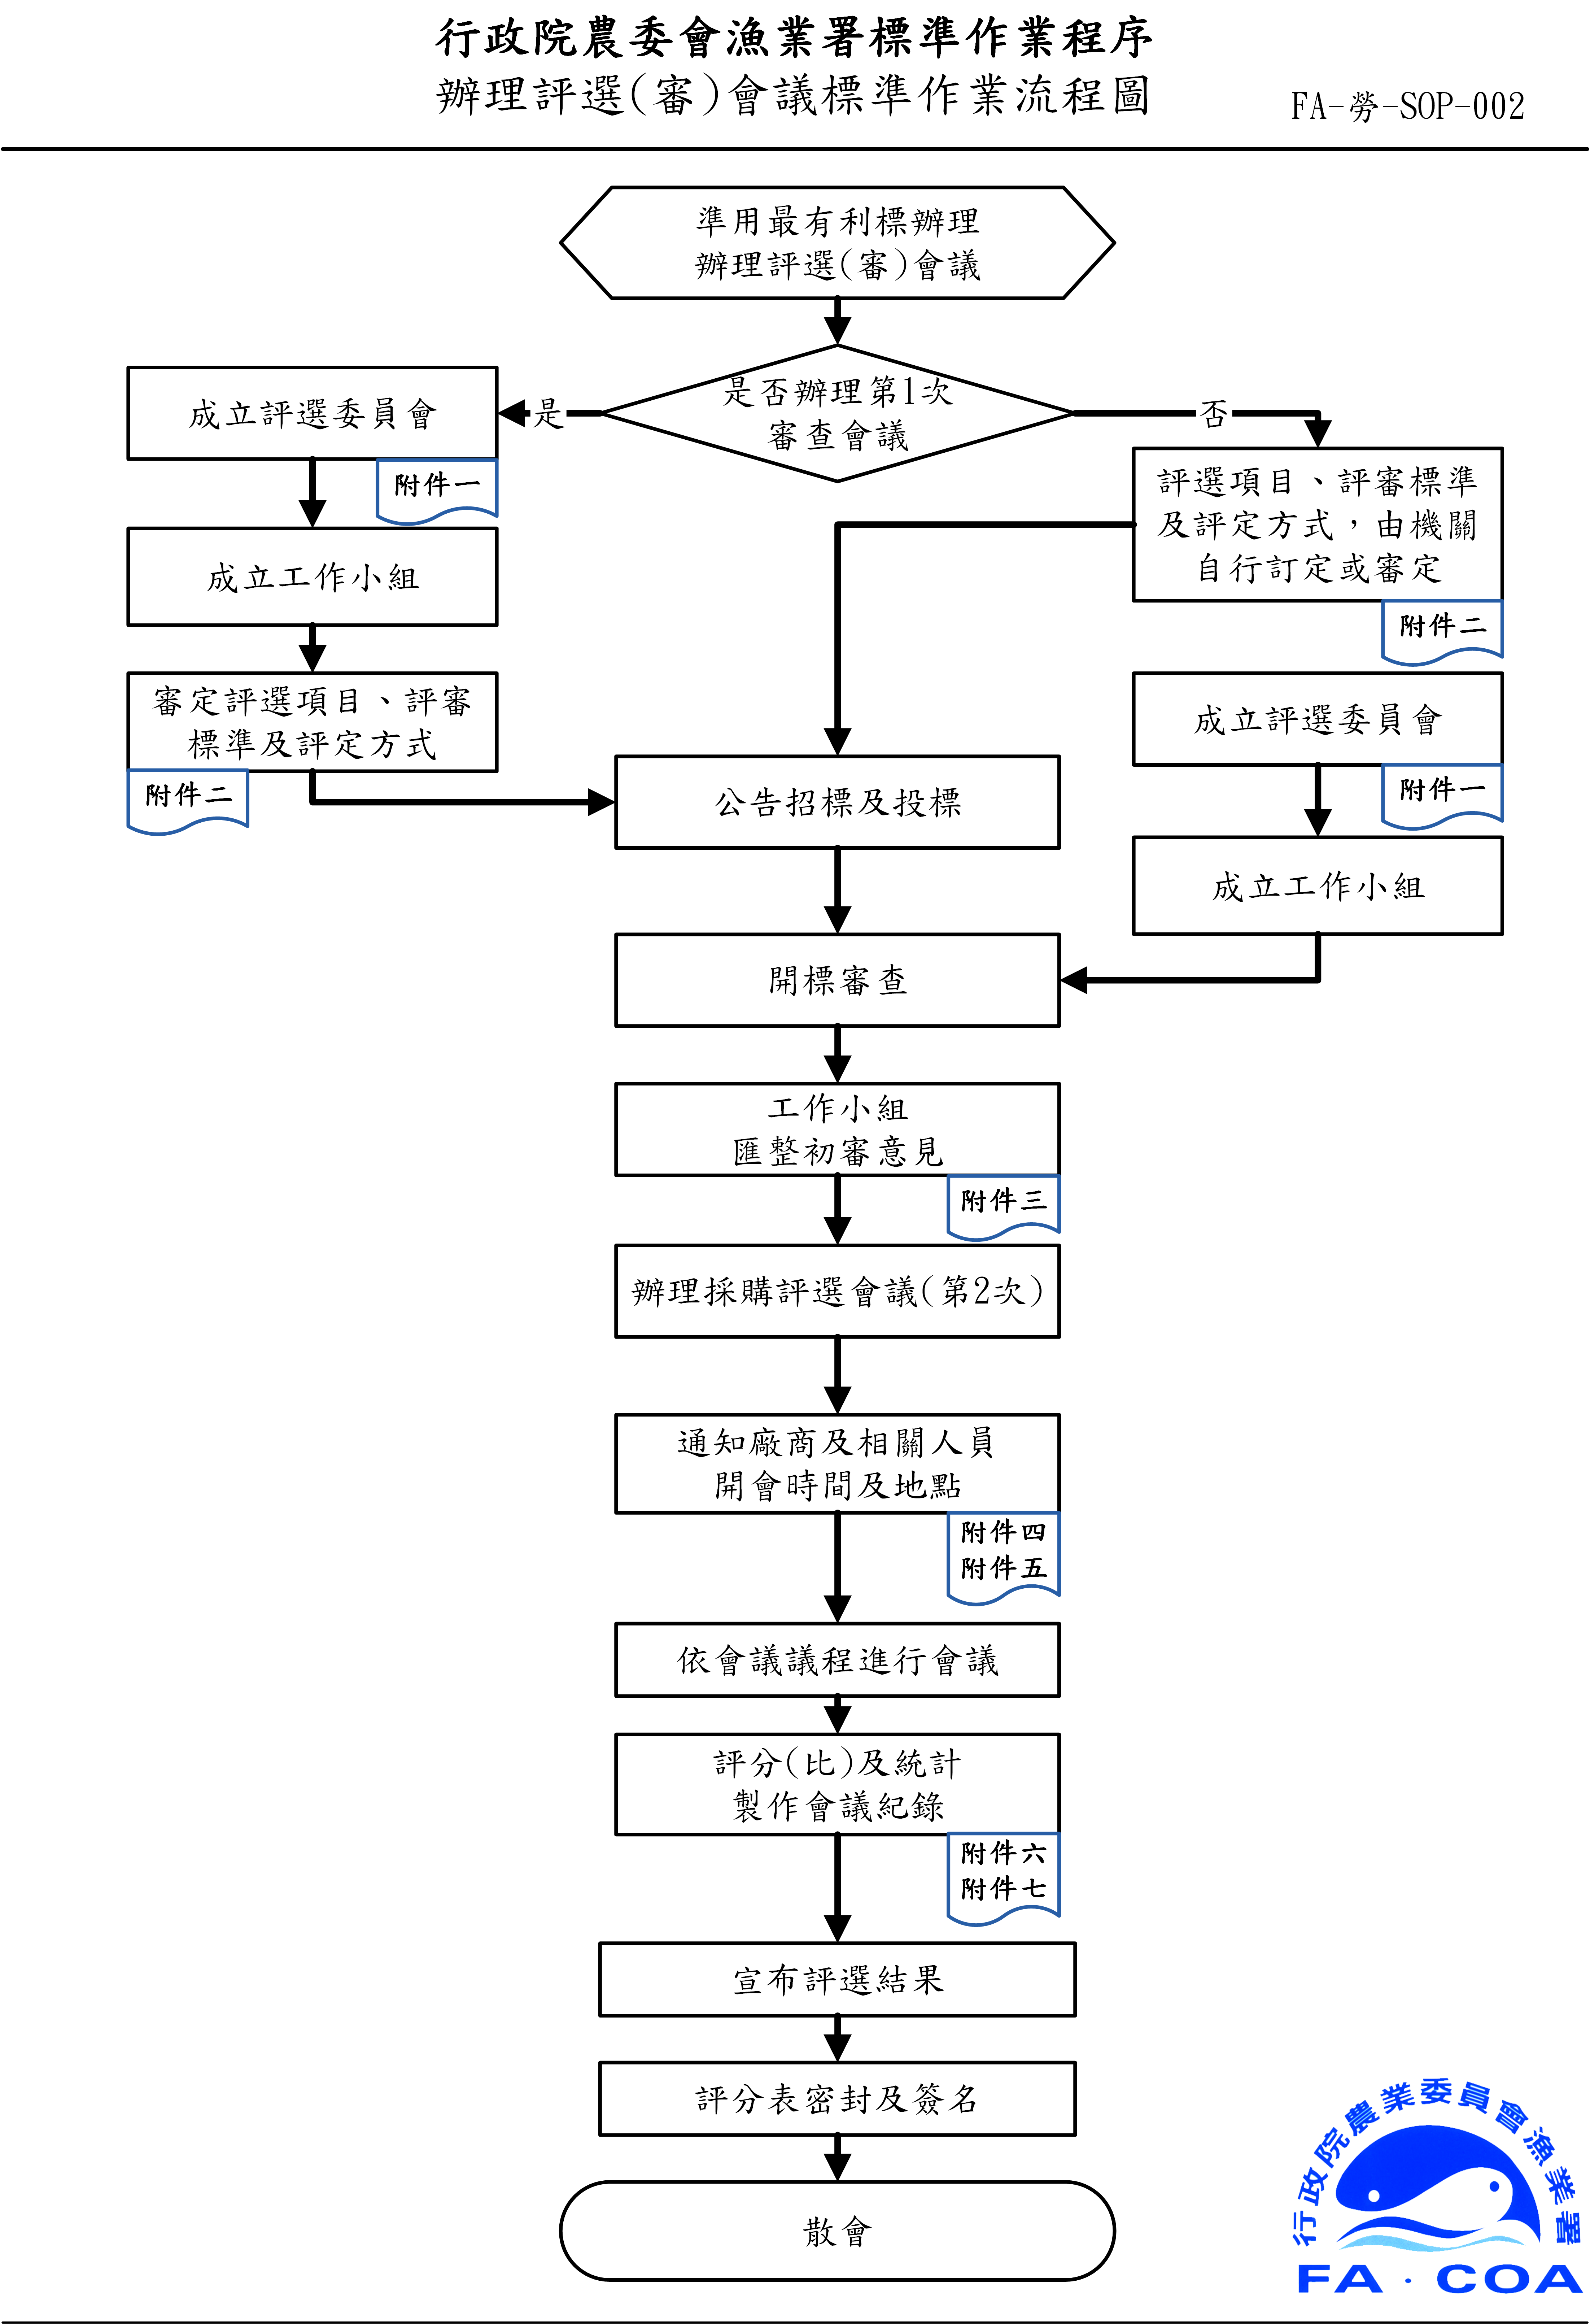 行政院農委會漁業署標準作業程序
辦理評選(審)會議標準作業流程圖
FA-勞-SOP-002
準用最有利標辦理
辦理評選(審)會議
是否辦理第1次
審查會議
是
否
成立評選委員會
附件一
成立工作小組
審定評選項目、評審
標準及評定方式
附件二
評選項目、評審標準
及評定方式,由機關
自行訂定或審定
附件二
成立評選委員會
附件一
成立工作小組
公告招標及投標
開標審查
工作小組
匯整初審意見
附件三
辦理採購評選會議(第2次)
通知廠商及相關人員
開會時間及地點
附件四
附件五
依會議議程進行會議
評分(比)及統計
製作會議紀錄
附件六
附件七
宣布評選結果
評分表密封及簽名
散會
行政院農業委員會漁業署
FA·COA